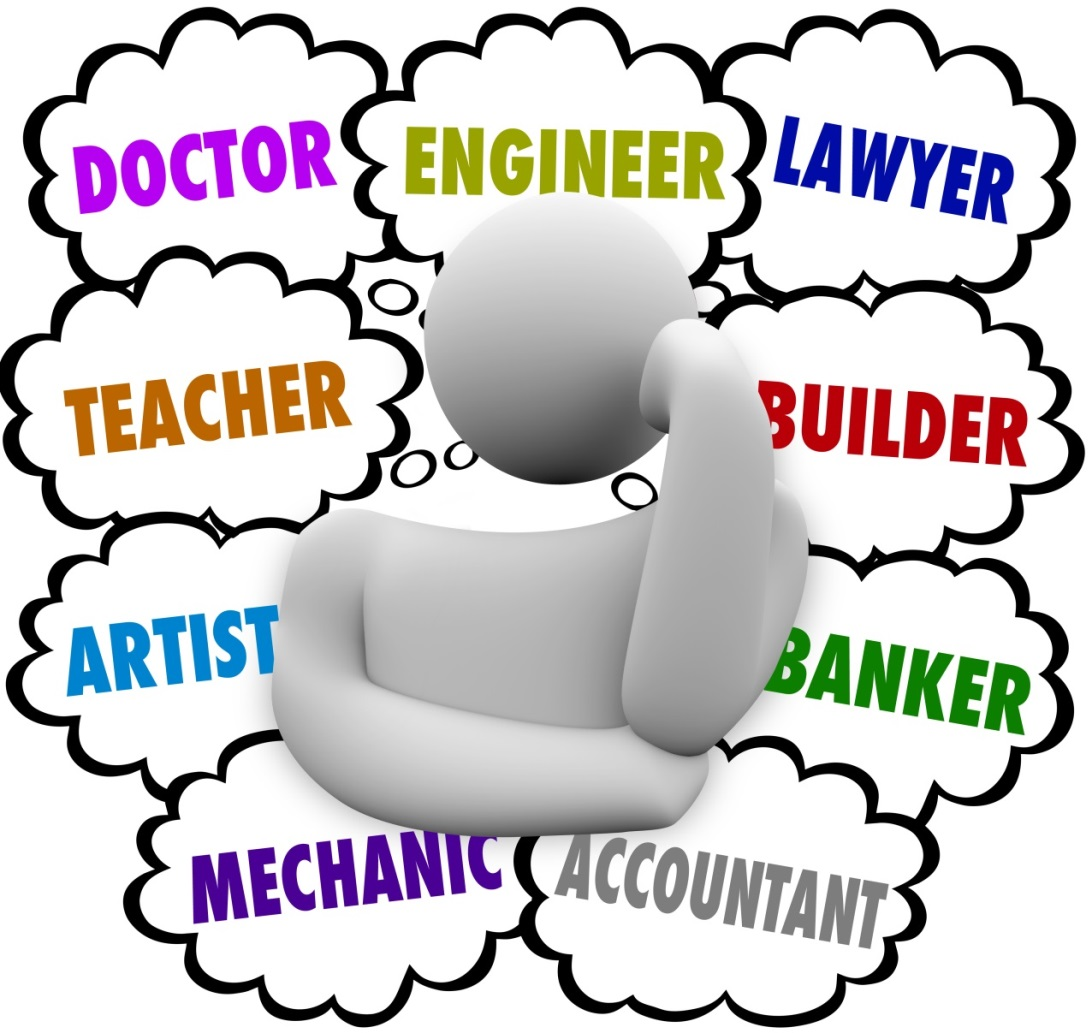 DOCTOR
ENGINEER
LAWYER
TEACHER
BUILDER
ARTIST
BANKER
MECHANIC
ACCOUNTANT